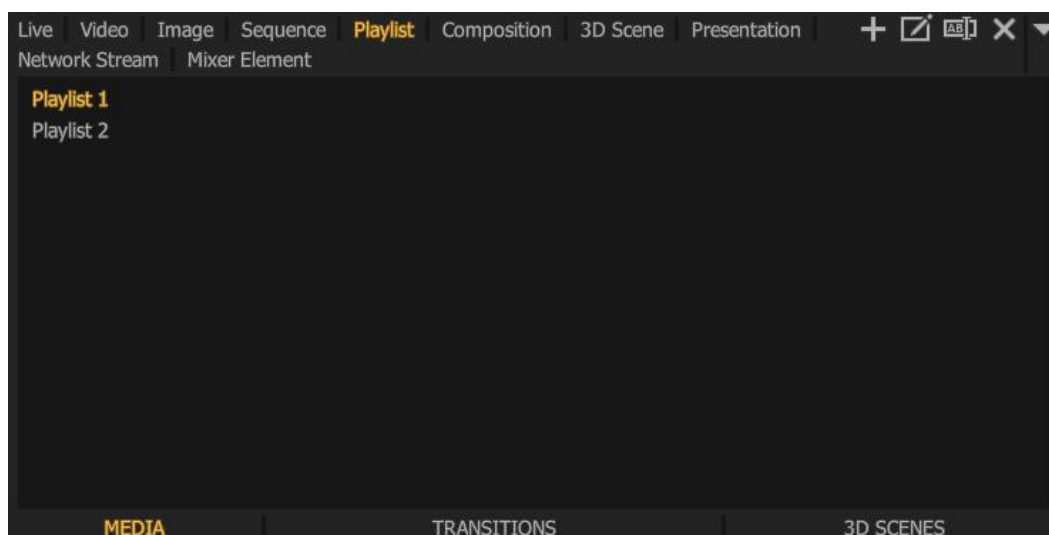 Live Video Image Sequence Playlist Composition 3D Scene Presentation AB
Network Stream Mixer Element
Playlist 1
Playlist 2
MEDIA TRANSITIONS 3D SCENES